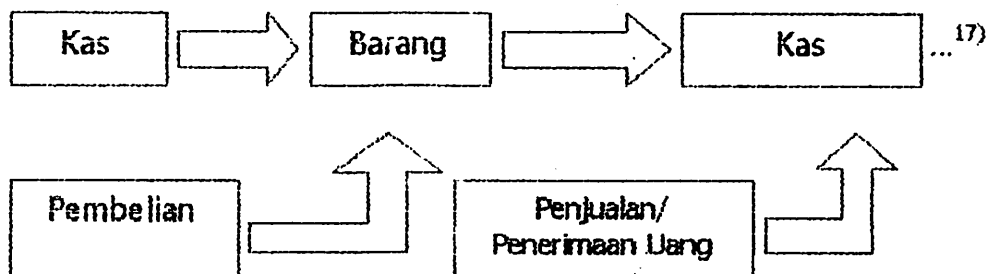 Kas Barang Kas ...17)
Pembelian Penjualan/
Penerimaan Uang